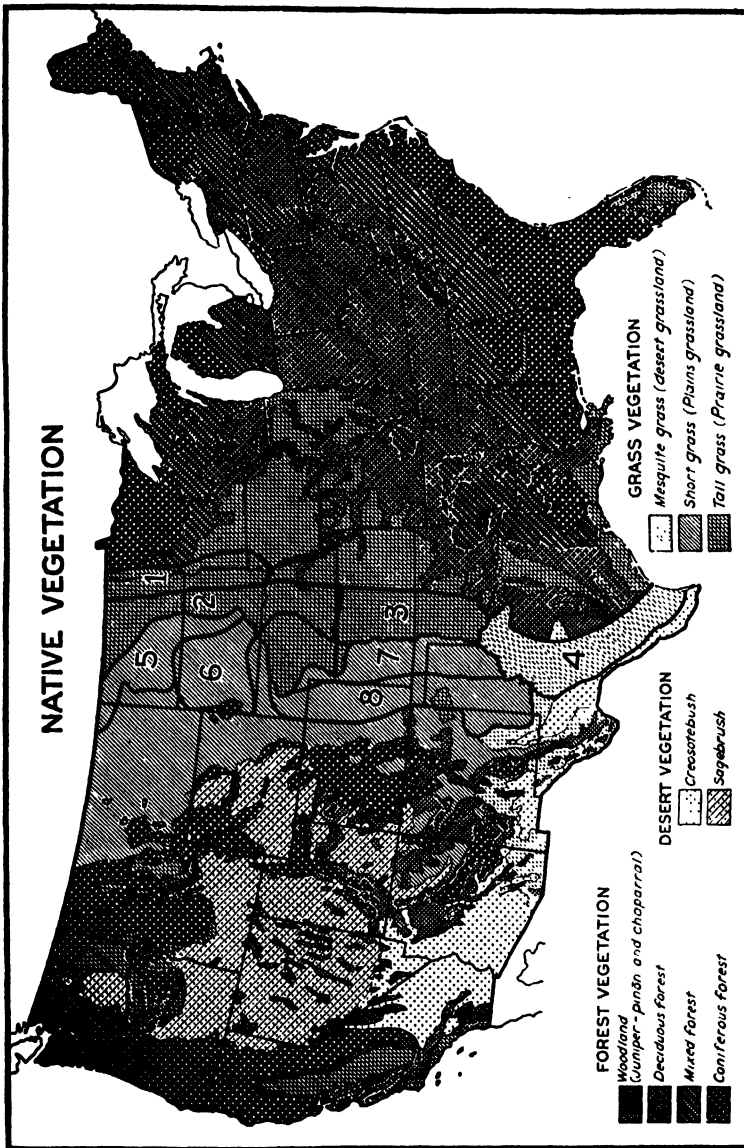 NATIVE VEGETATION
1
2
3
4
5
6
7
8
FOREST VEGETATION
Woodland
(Juniper-piñon and chaparral)
Deciduous forest
Mixed forest
Coniferous forest
DESERT VEGETATION
Creosotebush
Sagebrush
GRASS VEGETATION
Mesquite grass (desert grassland)
Short grass (Plains grassland)
Tall grass (Prairie grassland)